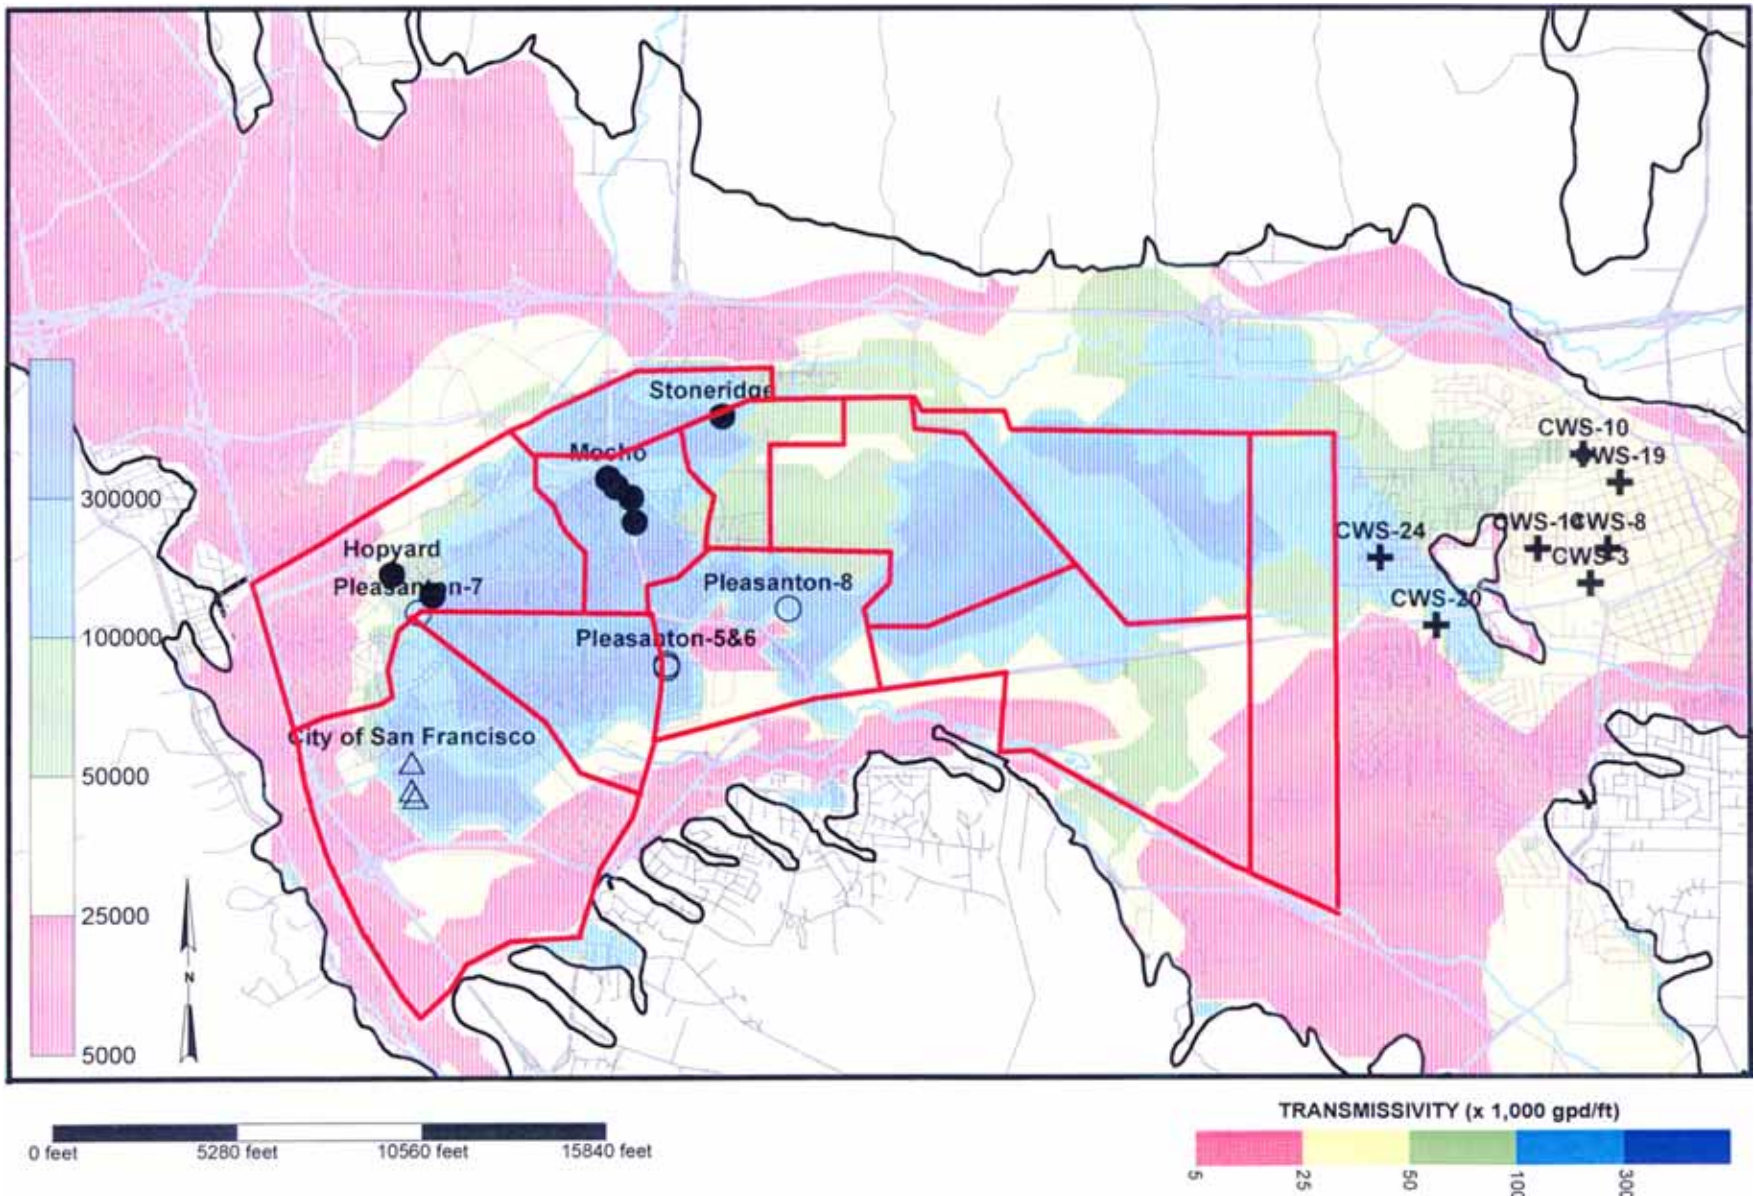 Stoneridge
Mocho
CWS-10
CWS-19
300000
CWS-24
CWS-8
Hopyard
CWS-3
Pleasanton-7
Pleasanton-8
CWS-20
100000
Pleasanton-5&6
City of San Francisco
50000
25000
N
5000
TRANSMISSIVITY (x 1,000 gpd/ft)
0 feet
5280 feet
10560 feet
15840 feet
5
25
50
100
300